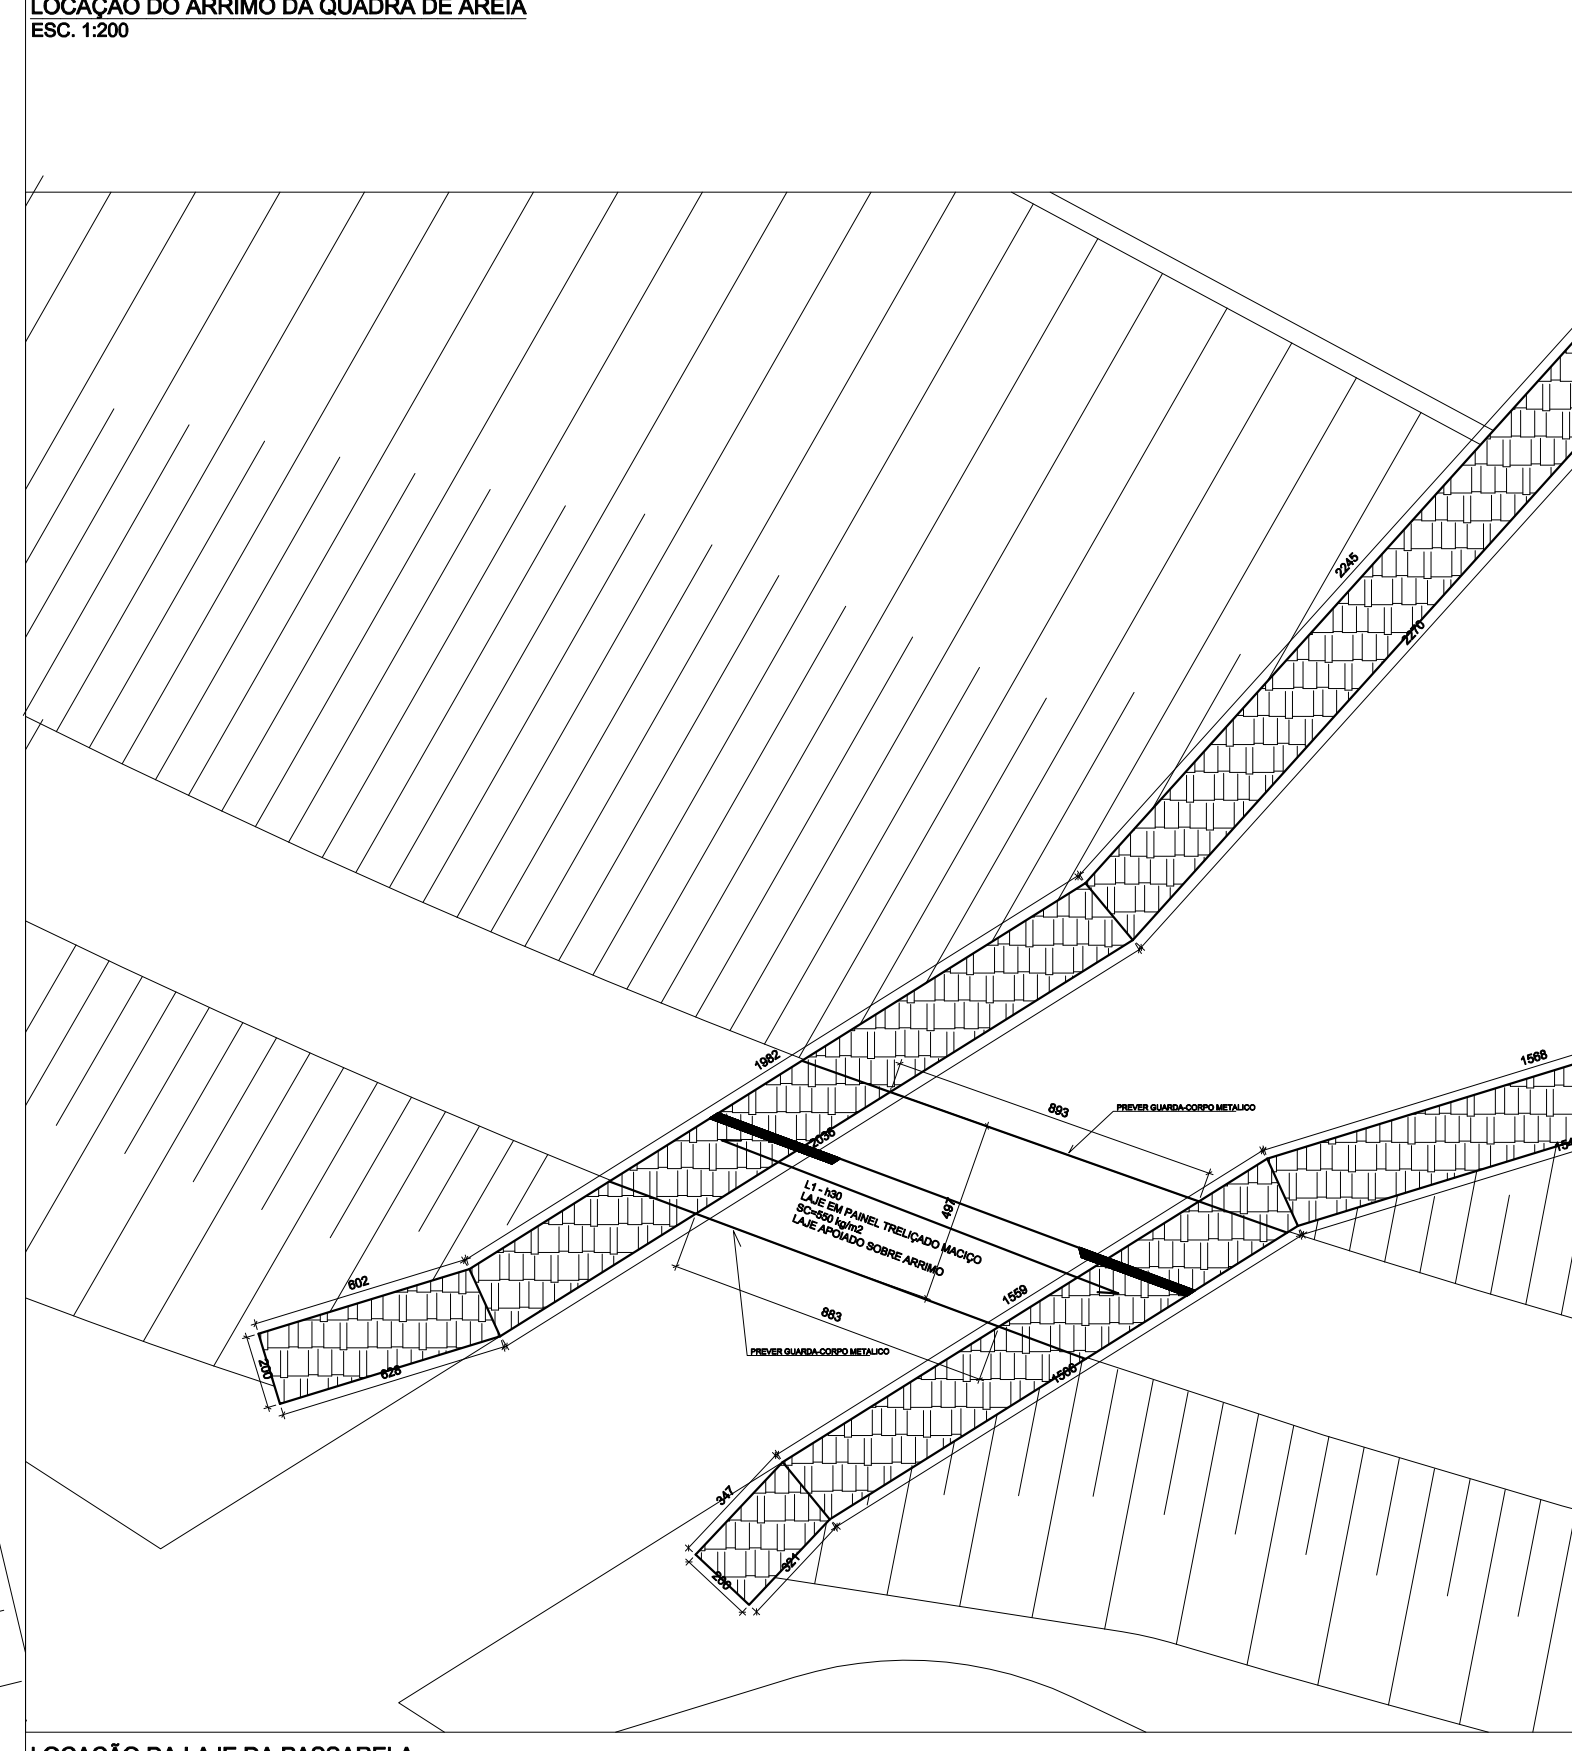 LOCAÇÃO DO ARRIMO DA QUADRA DE AREIA
ESC. 1:200
2245
2270
1982
2036
893
PREVER GUARDA-CORPO METALICO
1568
497
L1 - h30
LAJE EM PAINEL TRELIÇADO MACIÇO
SC=550 kg/m2
LAJE APOIADO SOBRE ARRIMO
602
200
628
883
PREVER GUARDA-CORPO METALICO
1559
347
321
LOCAÇÃO DA LAJE DA PASSARELA